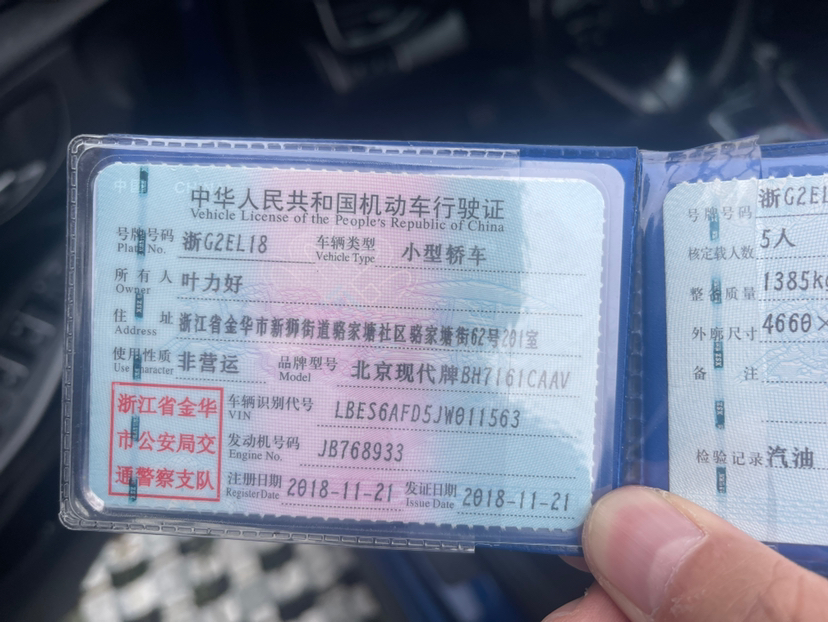 中华人民共和国机动车行驶证
Vehicle License of the People's Republic of China
号牌号码 浙G2EL18 车辆类型 小型轿车
Plate No. Vehicle Type
所有人 叶力好
Owner
住址 浙江省金华市新狮街道骆家塘社区骆家塘街62号201室
Address
使用性质 非营运 品牌型号 北京现代牌BH7161CAAV
Use Character Model
浙江省金华
市公安局交
通警察支队
车辆识别代号 LBES6AFD5JW011563
VIN
发动机号码 JB768933
Engine No.
注册日期 2018-11-21 发证日期 2018-11-21
Register Date Issue Date
号牌号码 浙G2EL
核定载人数 5人
整备质量 1385kg
外廓尺寸 4660×
备注
检验记录 汽油